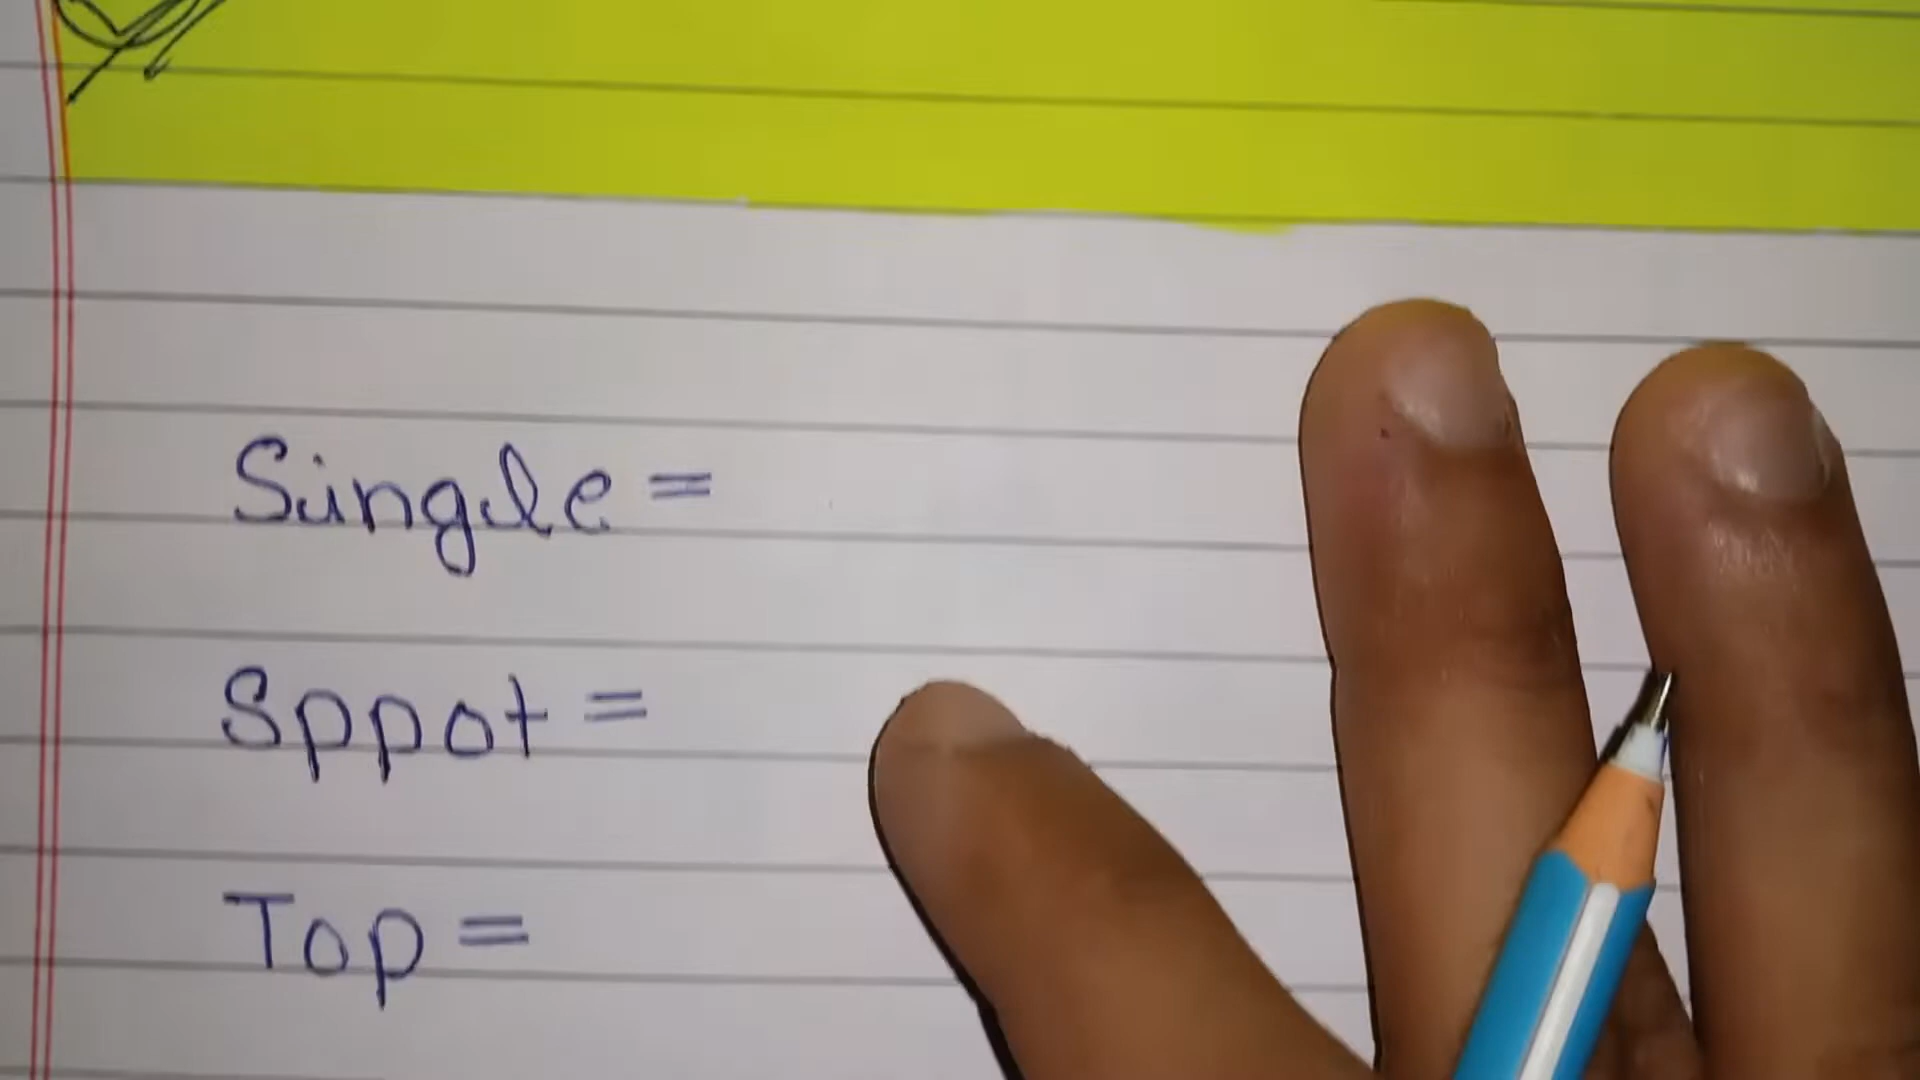 Single =
Sppot =
Top =